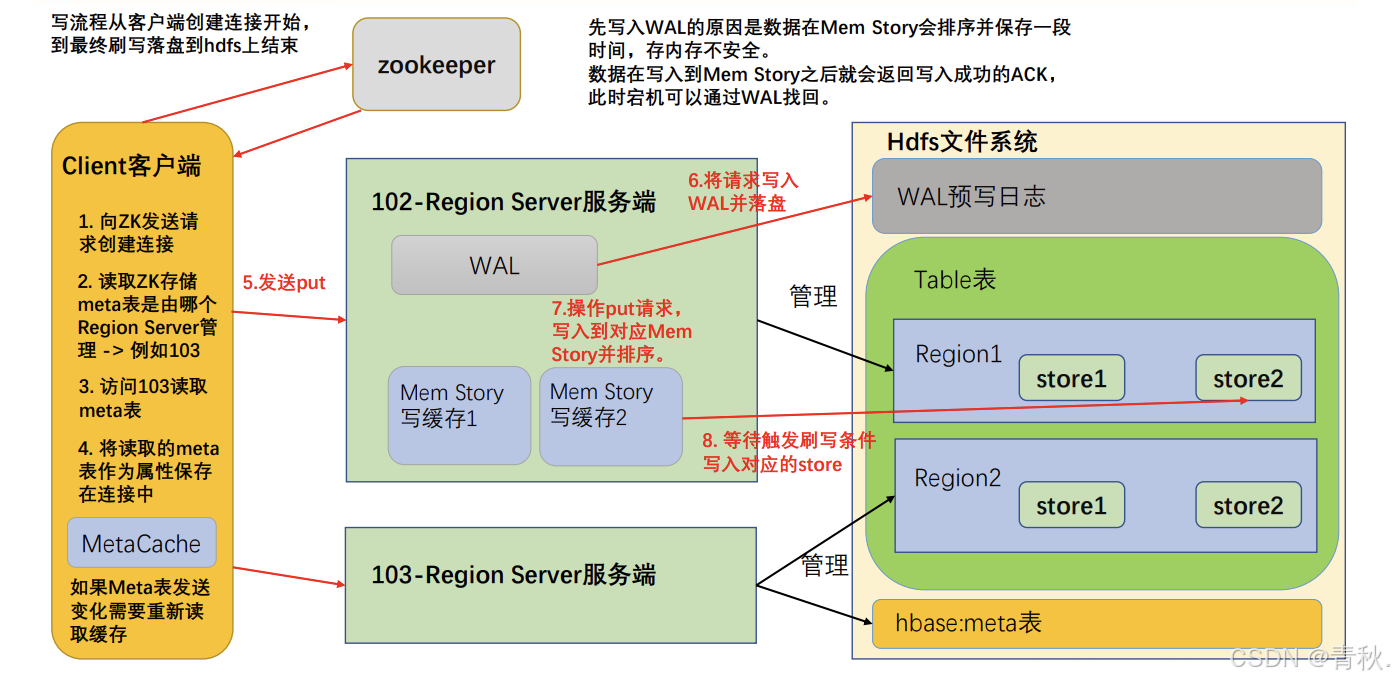 写流程从客户端创建连接开始，
到最终刷写落盘到hdfs上结束
zookeeper
先写入WAL的原因是数据在Mem Story会排序并保存一段
时间，存内存不安全。
数据在写入到Mem Story之后就会返回写入成功的ACK，
此时宕机可以通过WAL找回。
Client客户端
1. 向ZK发送请
求创建连接
2. 读取ZK存储
meta表是由哪个
Region Server管
理 -> 例如103
3. 访问103读取
meta表
4. 将读取的meta
表作为属性保存
在连接中
MetaCache
如果Meta表发送
变化需要重新读
取缓存
5.发送put
102-Region Server服务端
WAL
6.将请求写入
WAL并落盘
7.操作put请求，
写入到对应Mem
Story并排序。
Mem Story
写缓存1
Mem Story
写缓存2
8. 等待触发刷写条件
写入对应的store
管理
103-Region Server服务端
管理
Hdfs文件系统
WAL预写日志
Table表
Region1
store1
store2
Region2
store1
store2
hbase:meta表
CSDN @青秋.